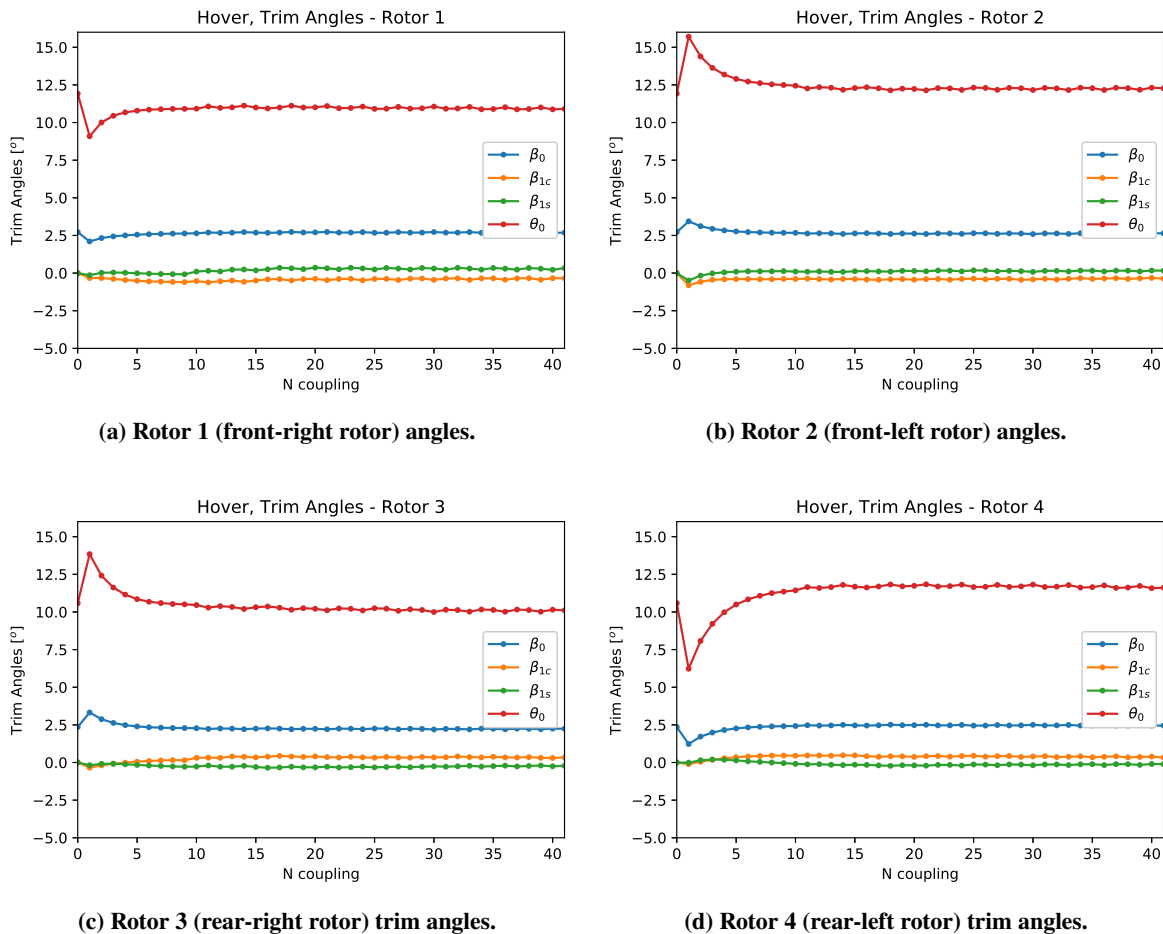 Hover, Trim Angles - Rotor 1
Trim Angles [°]
15.0
12.5
10.0
7.5
5.0
2.5
0.0
−2.5
−5.0
0 5 10 15 20 25 30 35 40
N coupling
β0
β1c
β1s
θ0
(a) Rotor 1 (front-right rotor) angles.
Hover, Trim Angles - Rotor 2
Trim Angles [°]
15.0
12.5
10.0
7.5
5.0
2.5
0.0
−2.5
−5.0
0 5 10 15 20 25 30 35 40
N coupling
β0
β1c
β1s
θ0
(b) Rotor 2 (front-left rotor) angles.
Hover, Trim Angles - Rotor 3
Trim Angles [°]
15.0
12.5
10.0
7.5
5.0
2.5
0.0
−2.5
−5.0
0 5 10 15 20 25 30 35 40
N coupling
β0
β1c
β1s
θ0
(c) Rotor 3 (rear-right rotor) trim angles.
Hover, Trim Angles - Rotor 4
Trim Angles [°]
15.0
12.5
10.0
7.5
5.0
2.5
0.0
−2.5
−5.0
0 5 10 15 20 25 30 35 40
N coupling
β0
β1c
β1s
θ0
(d) Rotor 4 (rear-left rotor) trim angles.